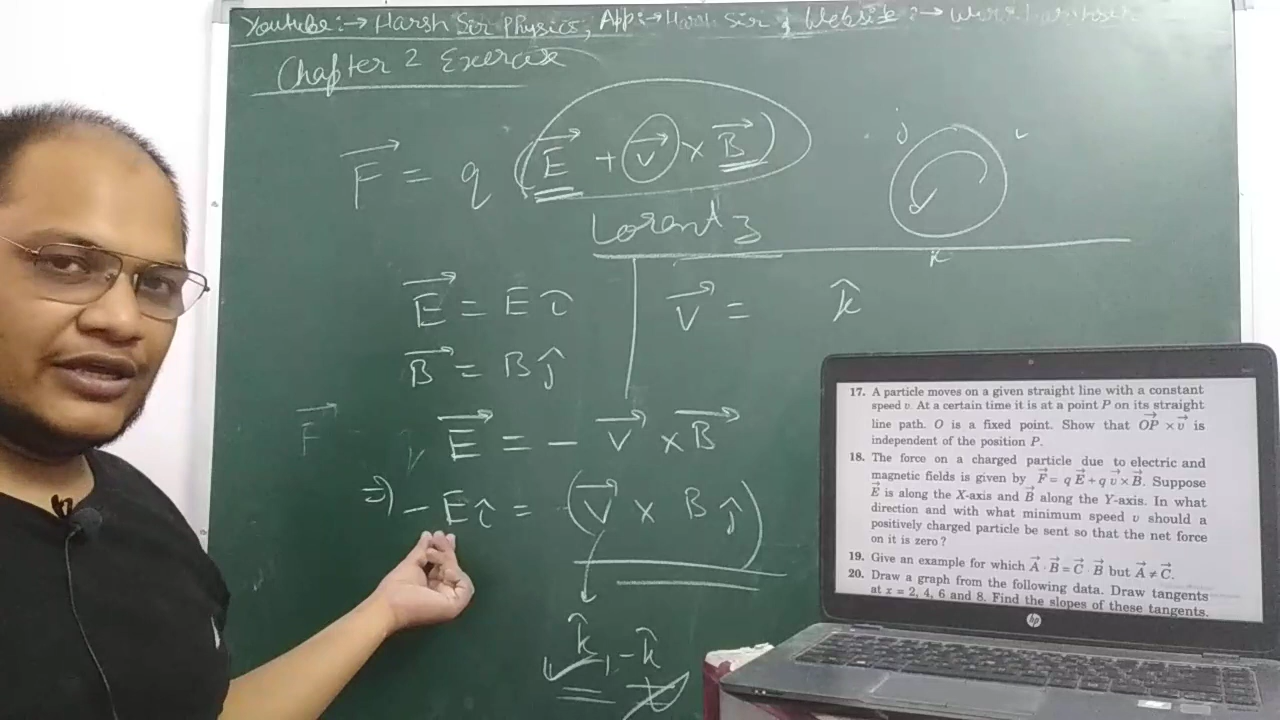 Youtube:→ Harsh Sir Physics, App:→ Harsh Sir, Website:→
Chapter 2 Exercise
F⃗ = q (E⃗ + v⃗ × B⃗)
j
k
Lorentz
E⃗ = E î
B⃗ = B ĵ
v⃗ = k̂
F⃗
E⃗ = - v⃗ × B⃗
⇒ - E î = (v⃗ × B ĵ)
k̂, -k̂
17. A particle moves on a given straight line with a constant
speed v. At a certain time it is at a point P on its straight
line path. O is a fixed point. Show that OP⃗ × v⃗ is
independent of the position P.
18. The force on a charged particle due to electric and
magnetic fields is given by F⃗ = q E⃗ + q v⃗ × B⃗. Suppose
E⃗ is along the X-axis and B⃗ along the Y-axis. In what
direction and with what minimum speed v should a
positively charged particle be sent so that the net force
on it is zero ?
19. Give an example for which A⃗ · B⃗ = C⃗ · B⃗ but A⃗ ≠ C⃗.
20. Draw a graph from the following data. Draw tangents
at x = 2, 4, 6 and 8. Find the slopes of these tangents.
hp